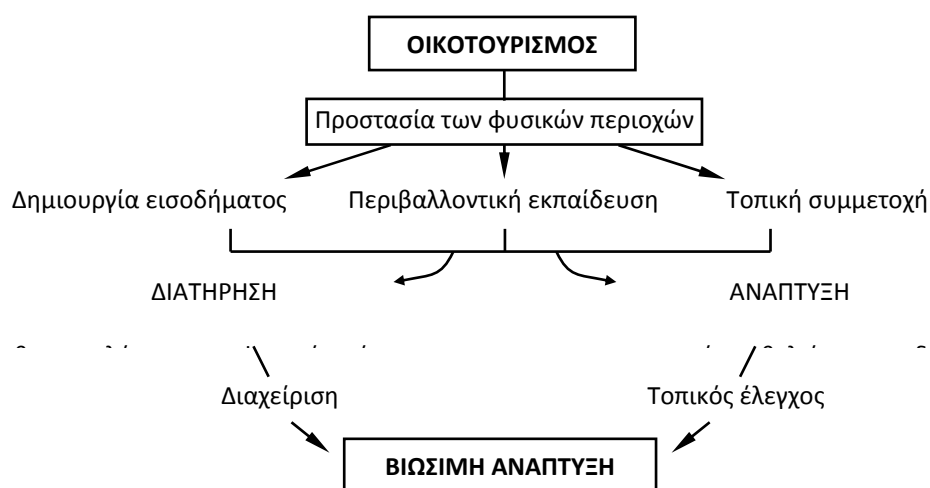 ΟΙΚΟΤΟΥΡΙΣΜΟΣ
Προστασία των φυσικών περιοχών
Δημιουργία εισοδήματος Περιβαλλοντική εκπαίδευση Τοπική συμμετοχή
ΔΙΑΤΗΡΗΣΗ ΑΝΑΠΤΥΞΗ
Διαχείριση Τοπικός έλεγχος
ΒΙΩΣΙΜΗ ΑΝΑΠΤΥΞΗ